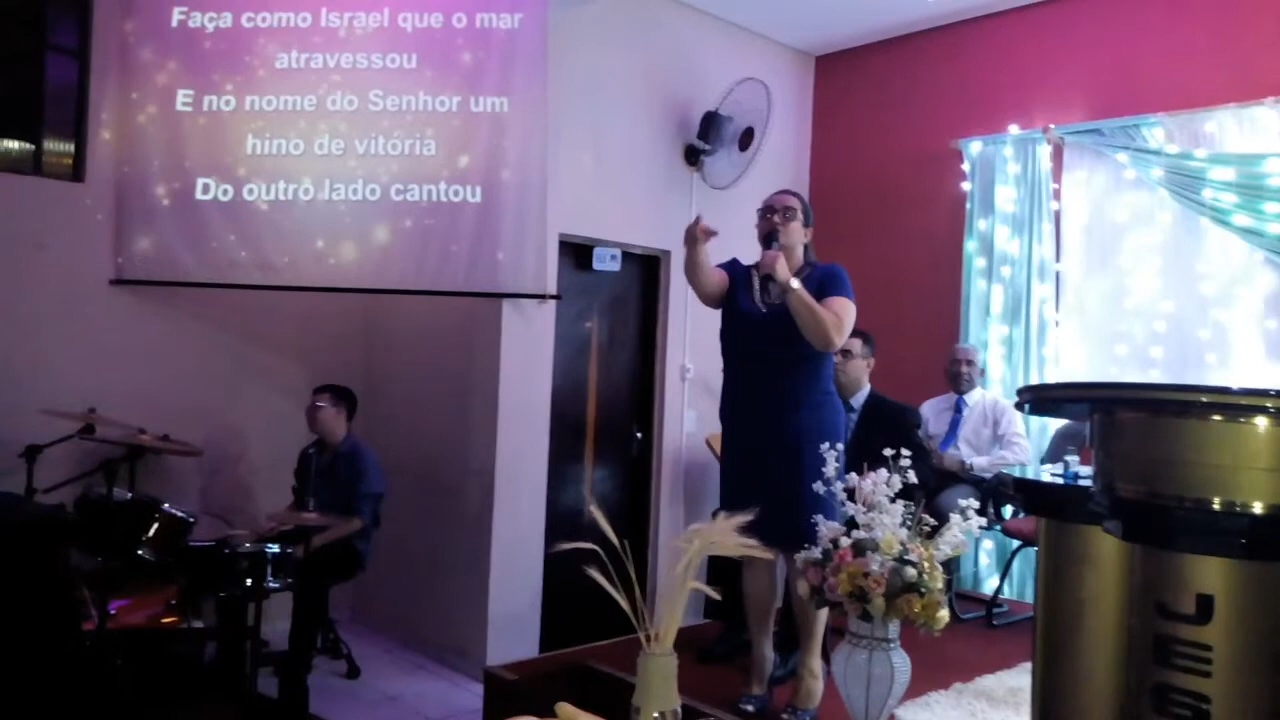 Faça como Israel que o mar
atravessou
E no nome do Senhor um
hino de vitória
Do outro lado cantou